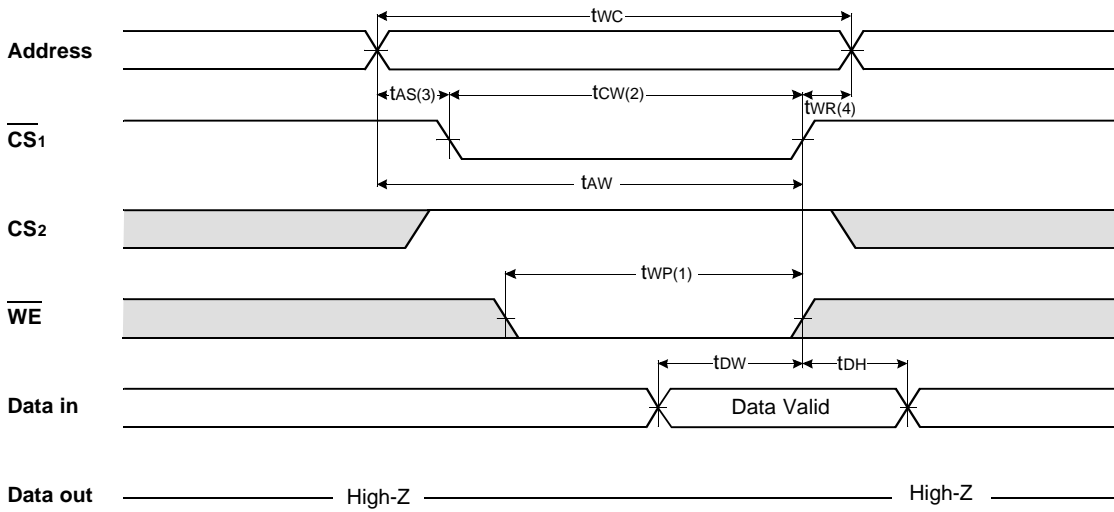 tWC
Address
tAS(3) tCW(2) tWR(4)
CS1
tAW
CS2
tWP(1)
WE
tDW tDH
Data in Data Valid
Data out High-Z High-Z